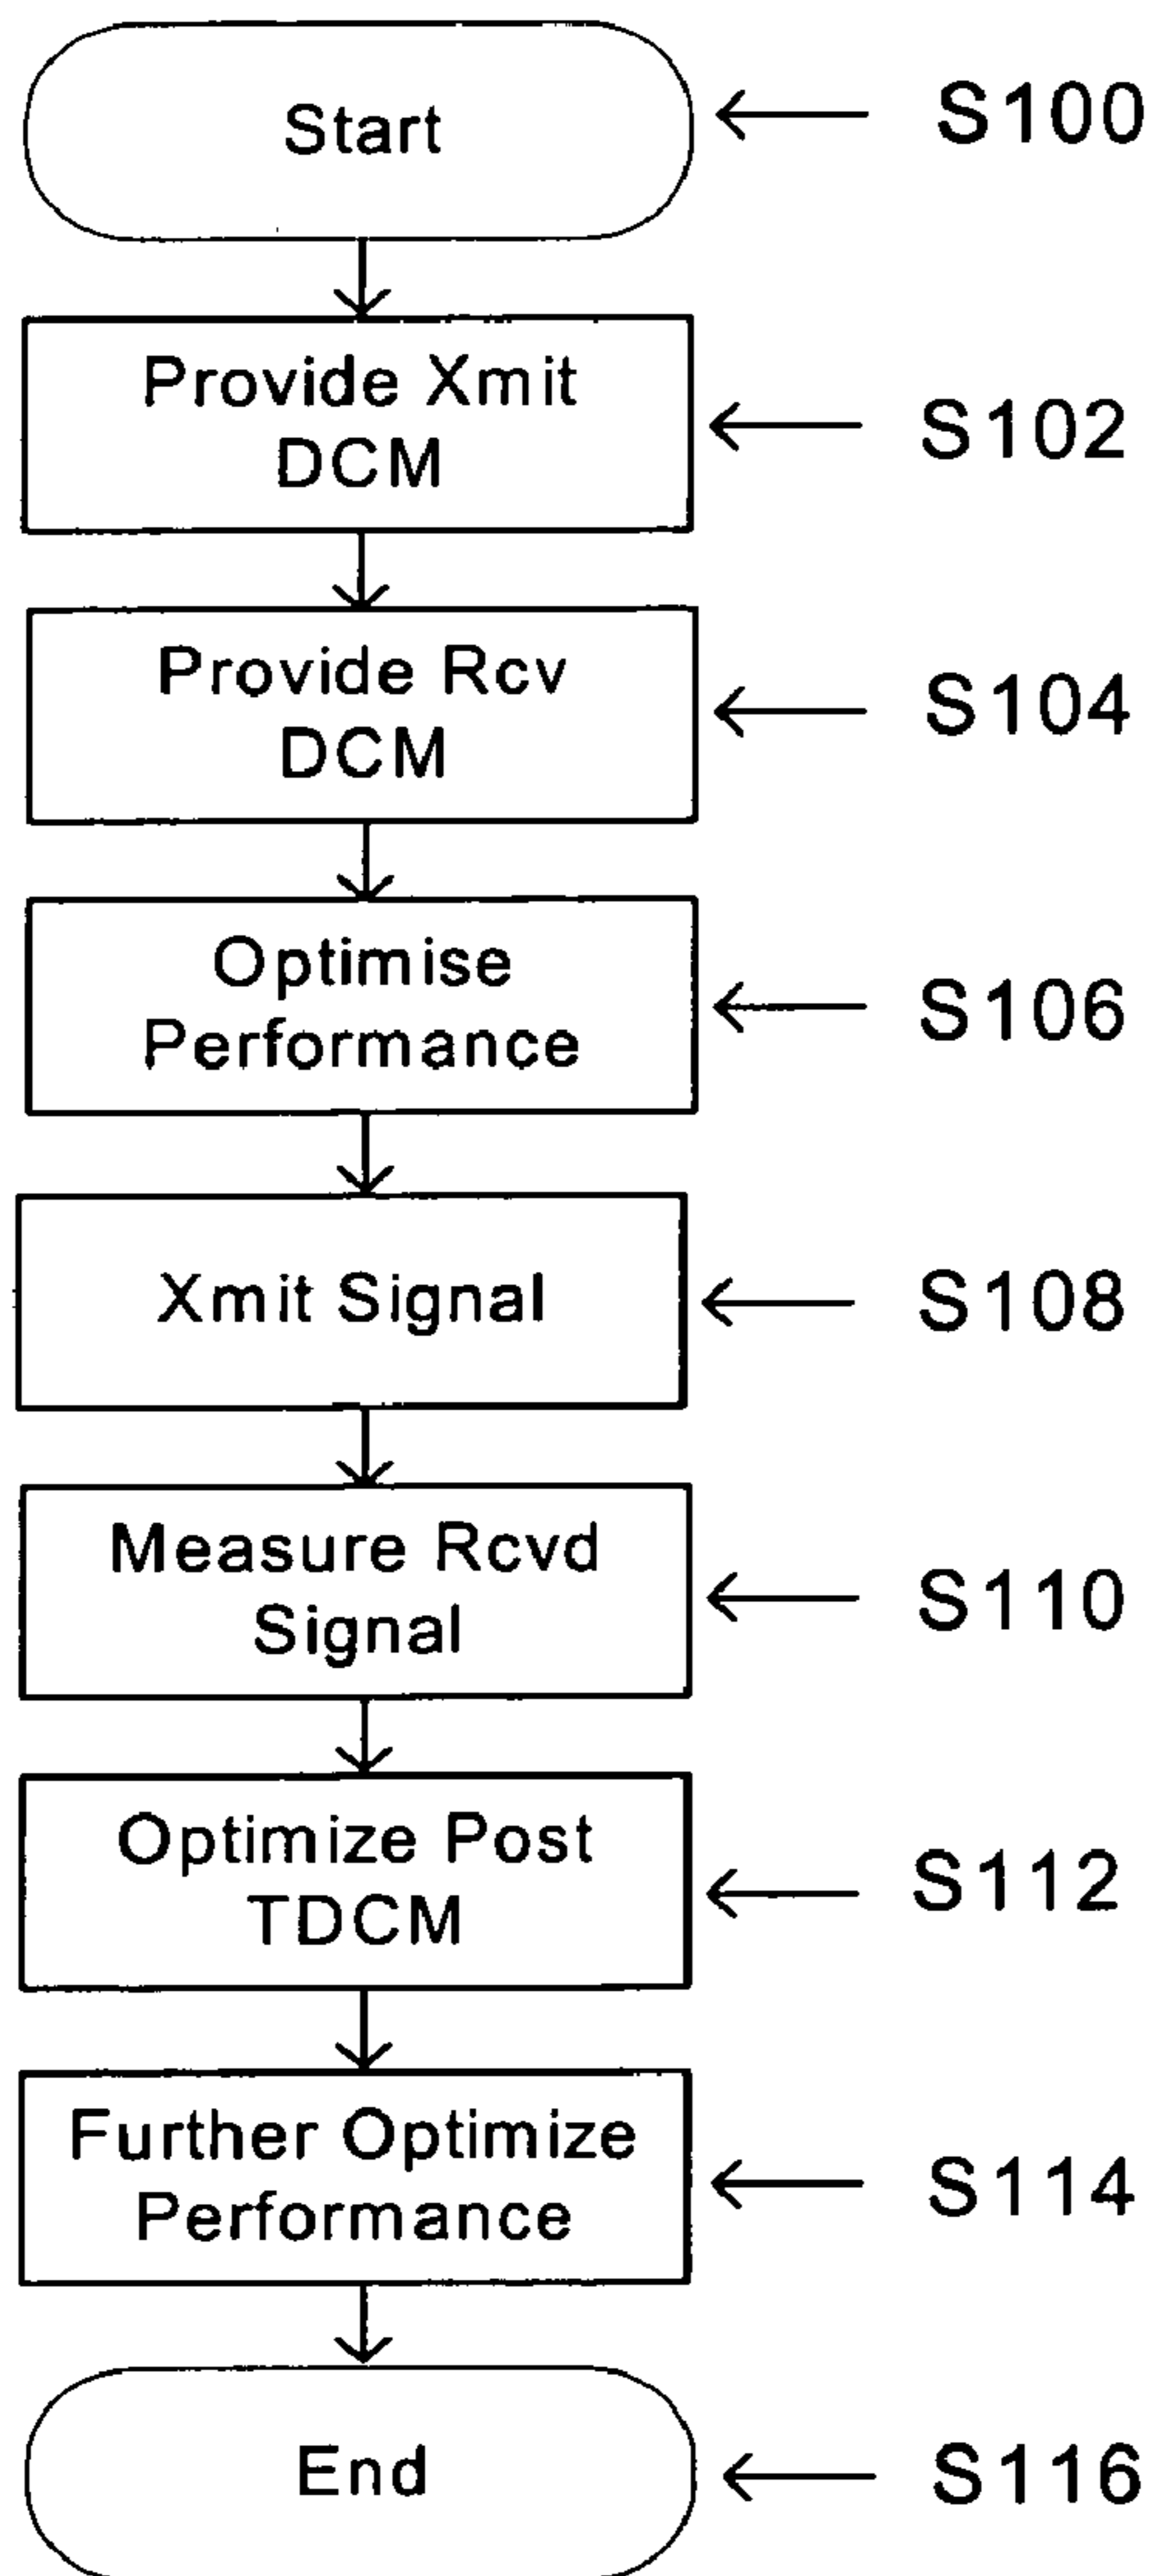 Start
S100
Provide Xmit
DCM
S102
Provide Rcv
DCM
S104
Optimise
Performance
S106
Xmit Signal
S108
Measure Rcvd
Signal
S110
Optimize Post
TDCM
S112
Further Optimize
Performance
S114
End
S116